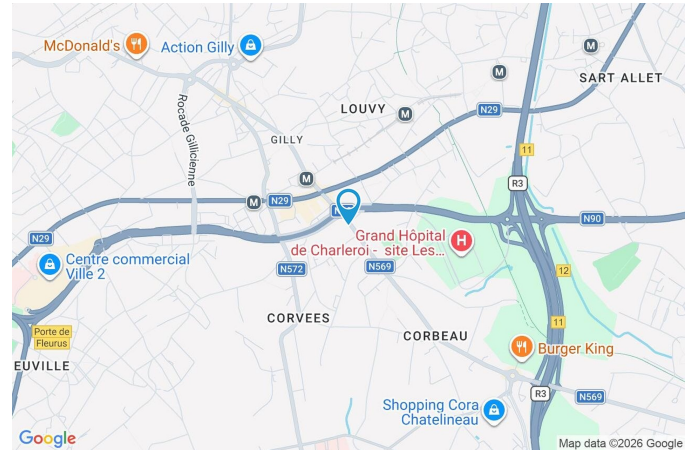 McDonald's
Action Gilly
SART ALLET
LOUVY
M
M
N29
GILLY
11
Rocade Gillicienne
R3
M
M
N29
N29
Grand Hôpital
de Charleroi - site Les...
H
N90
Centre commercial
Ville 2
N572
N569
12
CORVEES
11
Porte de
Fleurus
CORBEAU
Burger King
EUVILLE
R3
N569
Shopping Cora
Chatelineau
Google
Map data ©2026 Google